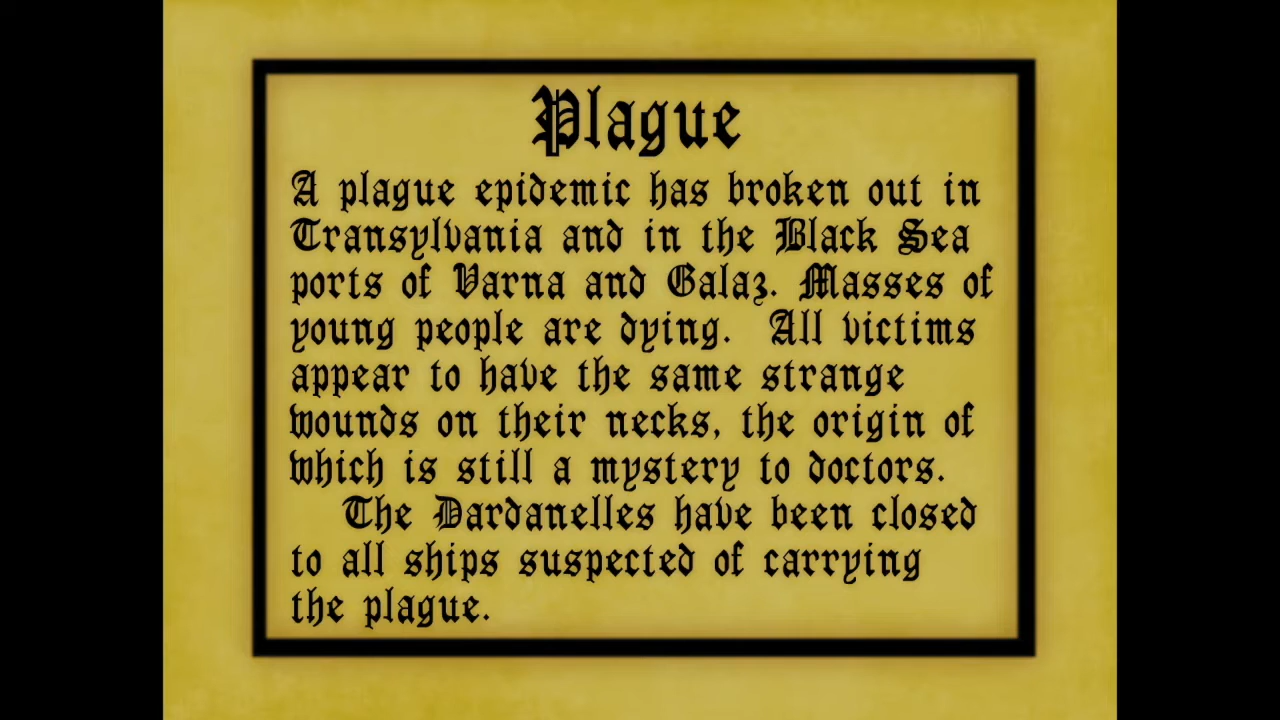 Plague
A plague epidemic has broken out in
Transylvania and in the Black Sea
ports of Varna and Galaz. Masses of
young people are dying. All victims
appear to have the same strange
wounds on their necks, the origin of
which is still a mystery to doctors.
The Dardanelles have been closed
to all ships suspected of carrying
the plague.